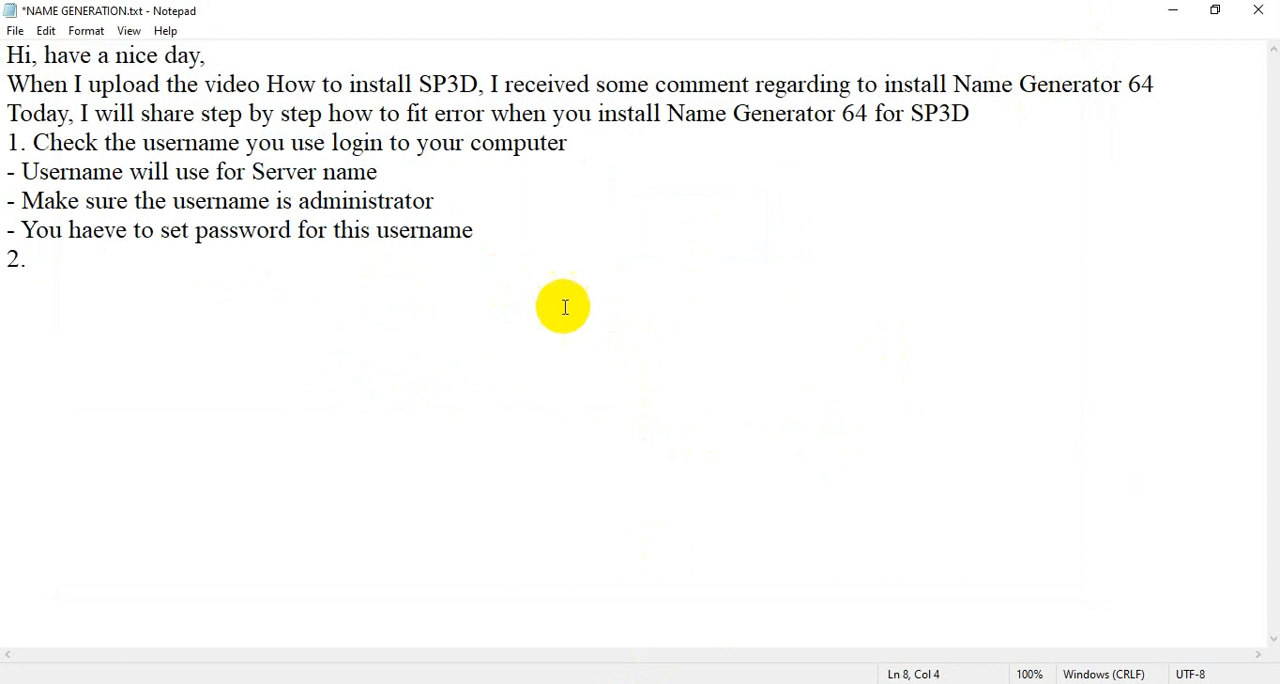 *NAME GENERATION.txt - Notepad
File Edit Format View Help
Hi, have a nice day,
When I upload the video How to install SP3D, I received some comment regarding to install Name Generator 64
Today, I will share step by step how to fit error when you install Name Generator 64 for SP3D
1. Check the username you use login to your computer
- Username will use for Server name
- Make sure the username is administrator
- You haeve to set password for this username
2.
Ln 8, Col 4 100% Windows (CRLF) UTF-8